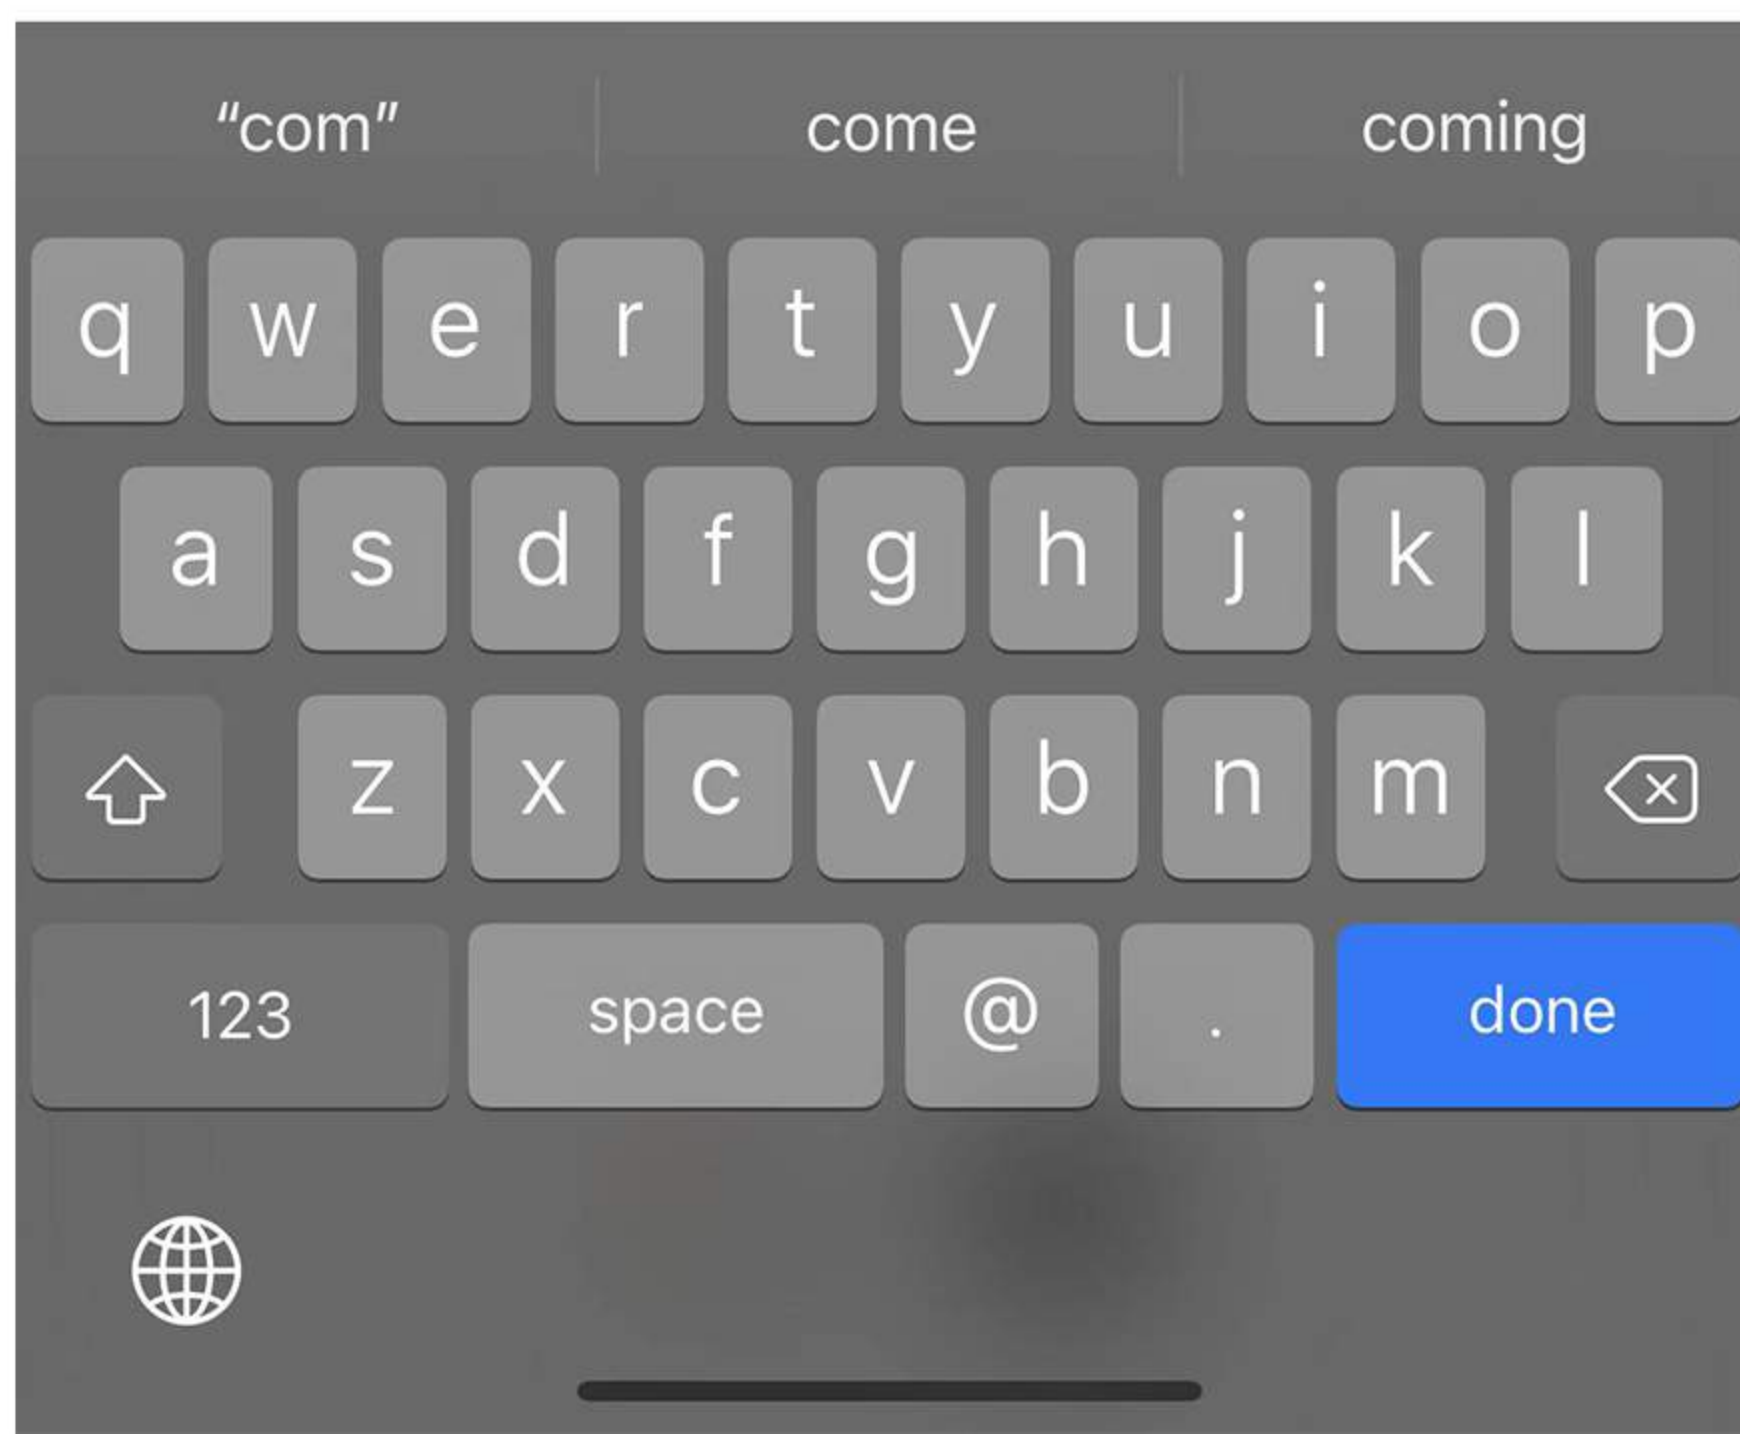 “com” come coming
q w e r t y u i o p
a s d f g h j k l
z x c v b n m
123 space @ . done